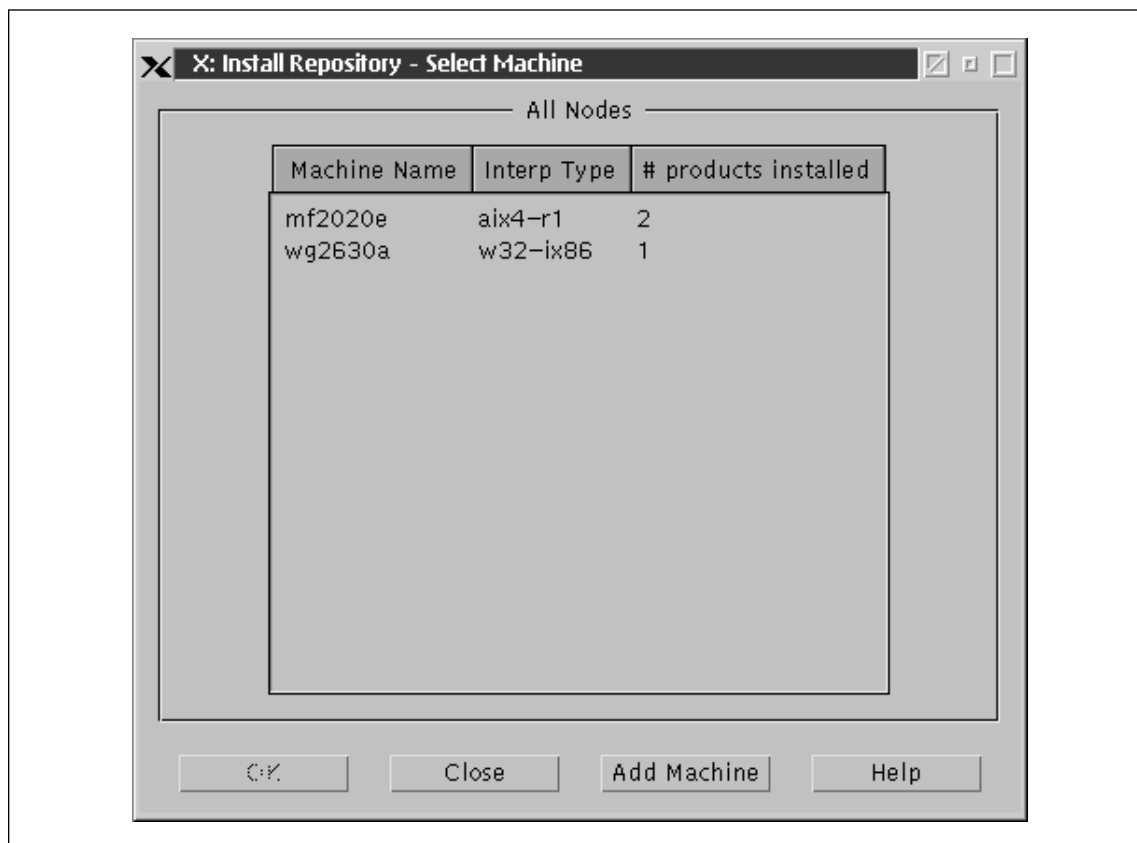 X: Install Repository - Select Machine
All Nodes
Machine Name Interp Type # products installed
mf2020e aix4-r1 2
wg2630a w32-ix86 1
OK Close Add Machine Help